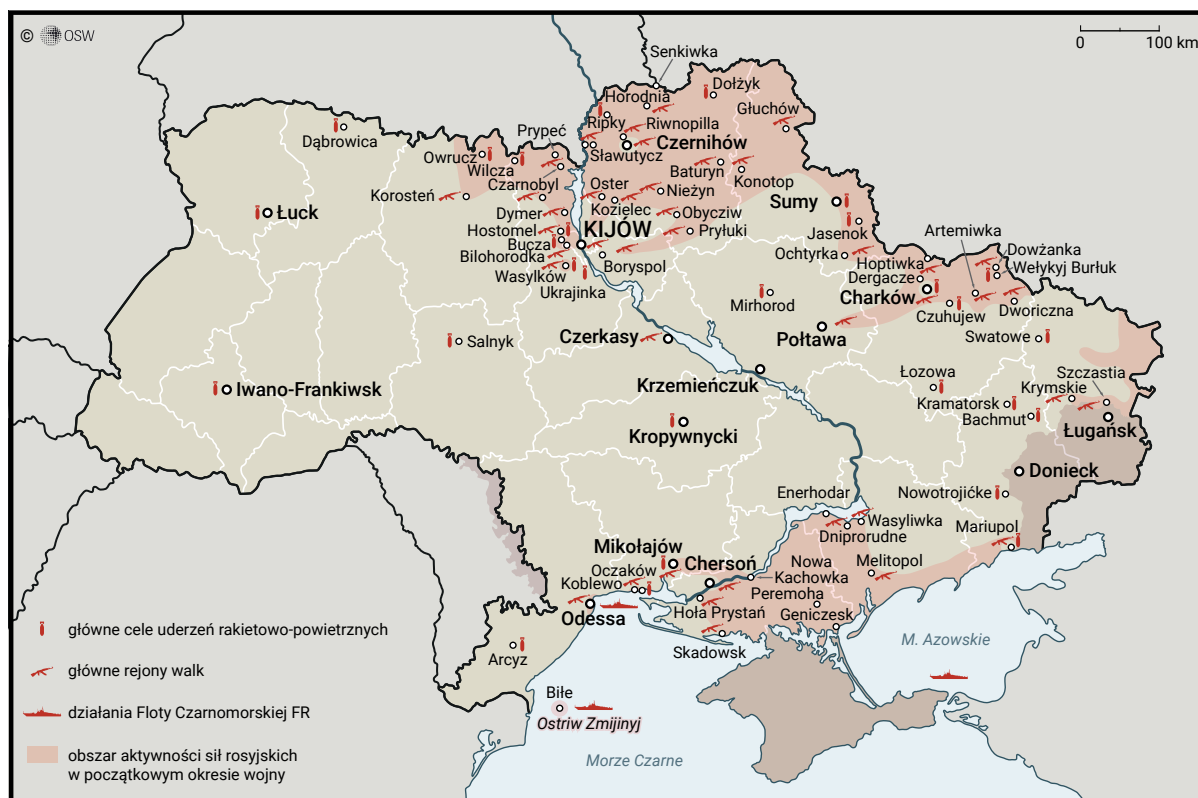 © OSW
0 100 km
Senkiwka
Dołżyk
Horodnia
Głuchów
Ripky
Riwnopilla
Dąbrowica
Prypeć
Czernihów
Owrucz
Sławutycz
Wilcza
Baturyn
Czarnobyl
Konotop
Korosteń
Oster
Nieżyn
Łuck
Kozielec
Sumy
Dymer
Obycziw
Hostomel
KIJÓW
Pryłuki
Jasenok
Artemiwka
Bucza
Dowżanka
Bilohorodka
Ochtyrka
Hoptiwka
Wełykyj Burłuk
Wasylków
Boryspol
Dergacze
Ukrajinka
Mirhorod
Charków
Czuhujew
Dworiczna
Połtawa
Salnyk
Czerkasy
Swatowe
Krzemieńczuk
Łozowa
Szczastia
Iwano-Frankiwsk
Krymskie
Kramatorsk
Bachmut
Kropywnycki
Ługańsk
Donieck
Enerhodar
Nowotrojićke
Wasyliwka
Dniprorudne
Mariupol
Mikołajów
Chersoń
Nowa
Kachowka
Melitopol
Oczaków
Koblewo
Peremoha
Odessa
Hoła Prystań
Geniczesk
Skadowsk
M. Azowskie
Arcyz
Biłe
Ostriw Zmijinyj
Morze Czarne
główne cele uderzeń rakietowo-powietrznych
główne rejony walk
działania Floty Czarnomorskiej FR
obszar aktywności sił rosyjskich
w początkowym okresie wojny